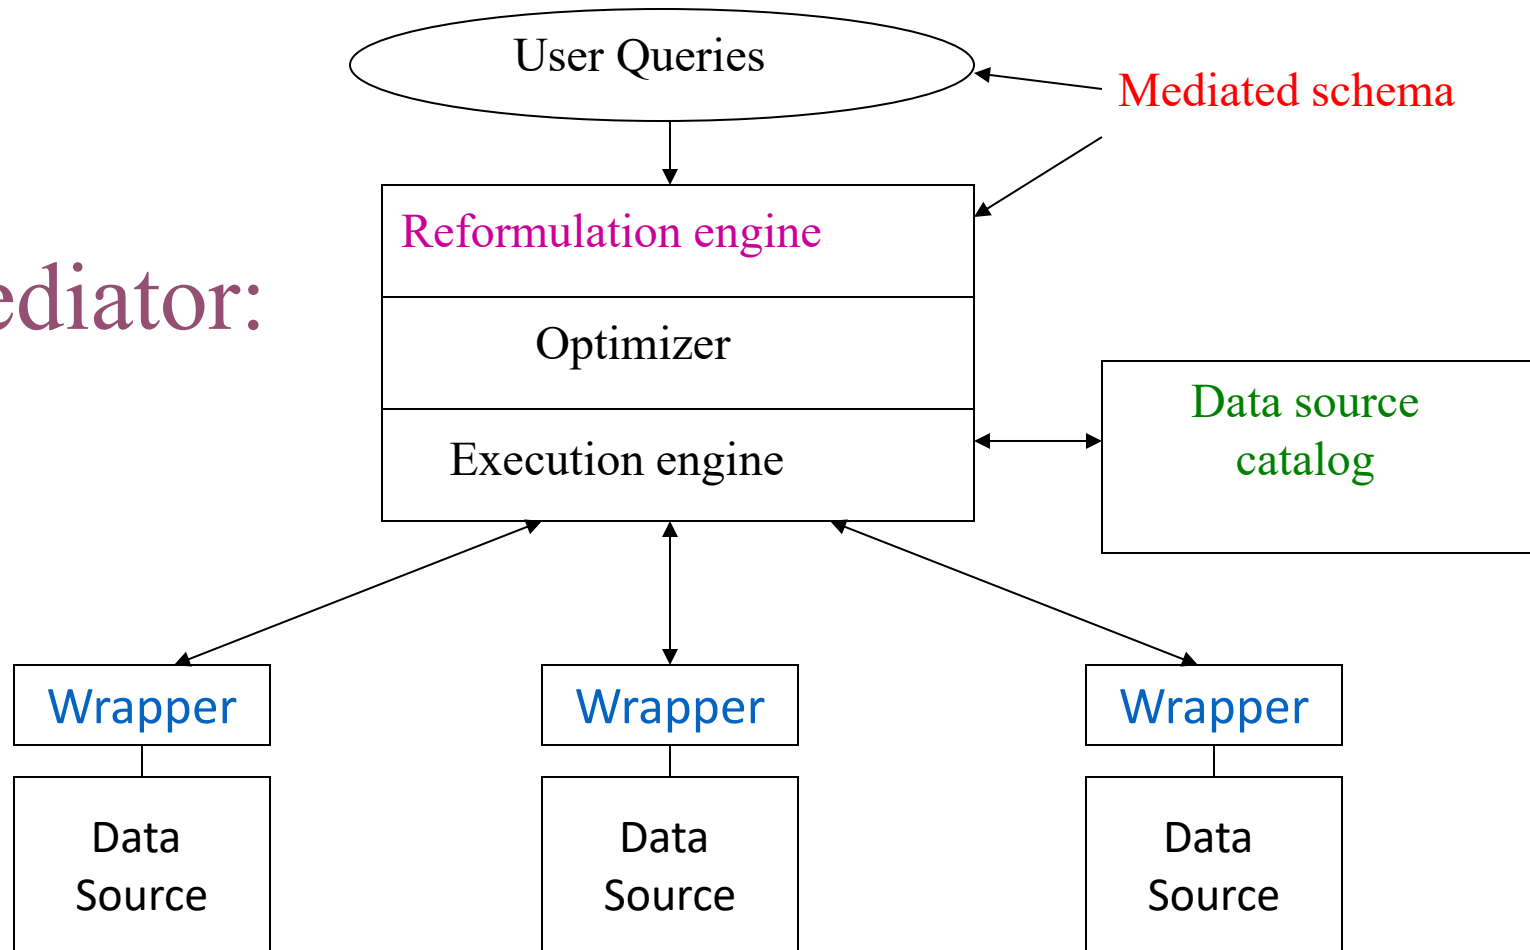 User Queries
Mediated schema
Reformulation engine
ediator:
Optimizer
Data source
catalog
Execution engine
Wrapper
Wrapper
Wrapper
Data
Source
Data
Source
Data
Source